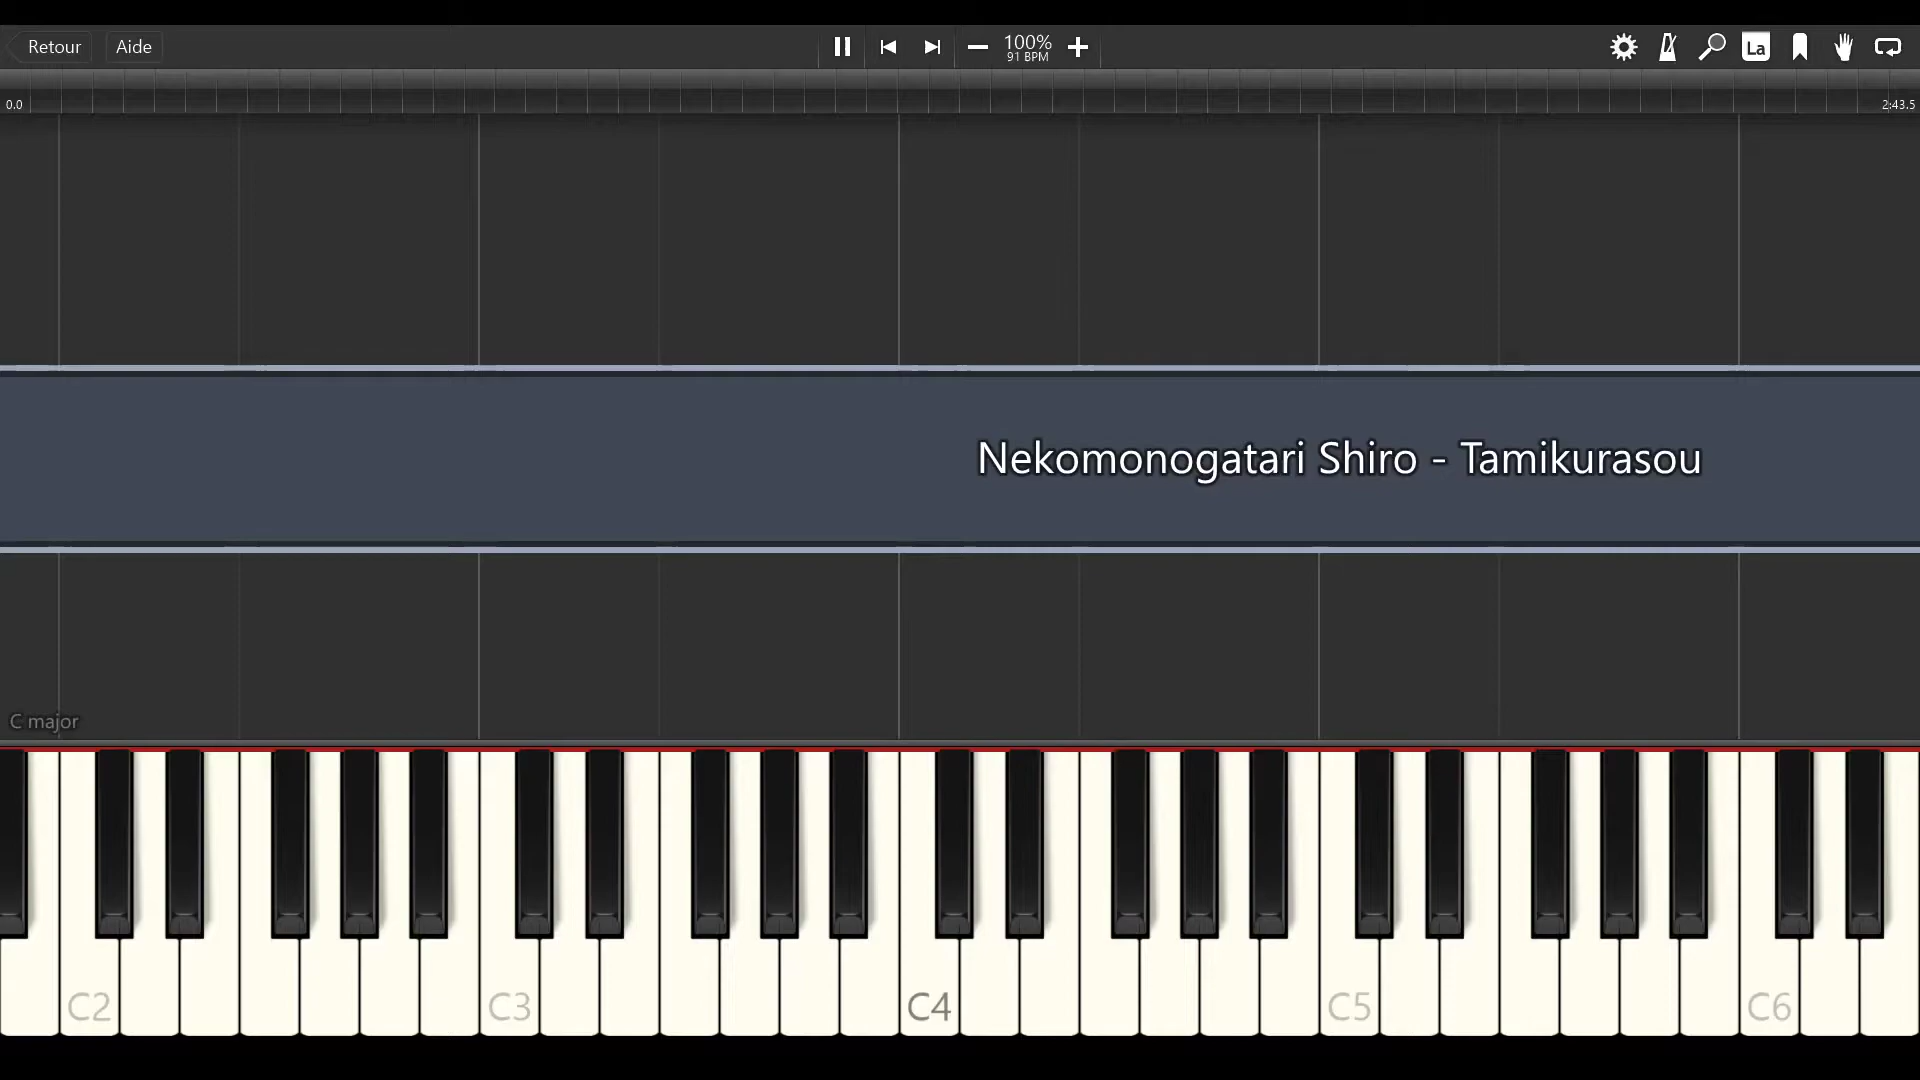 Retour Aide 100%
91 BPM
La
0.0 2:43.5
Nekomonogatari Shiro - Tamikurasou
C major
C2 C3 C4 C5 C6